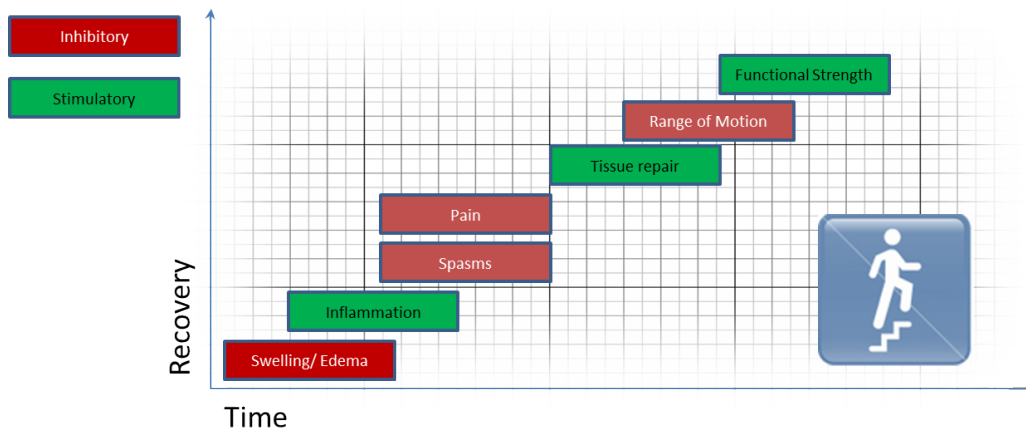 Inhibitory
Stimulatory
Functional Strength
Range of Motion
Tissue repair
Pain
Spasms
Inflammation
Swelling/ Edema
Recovery
Time